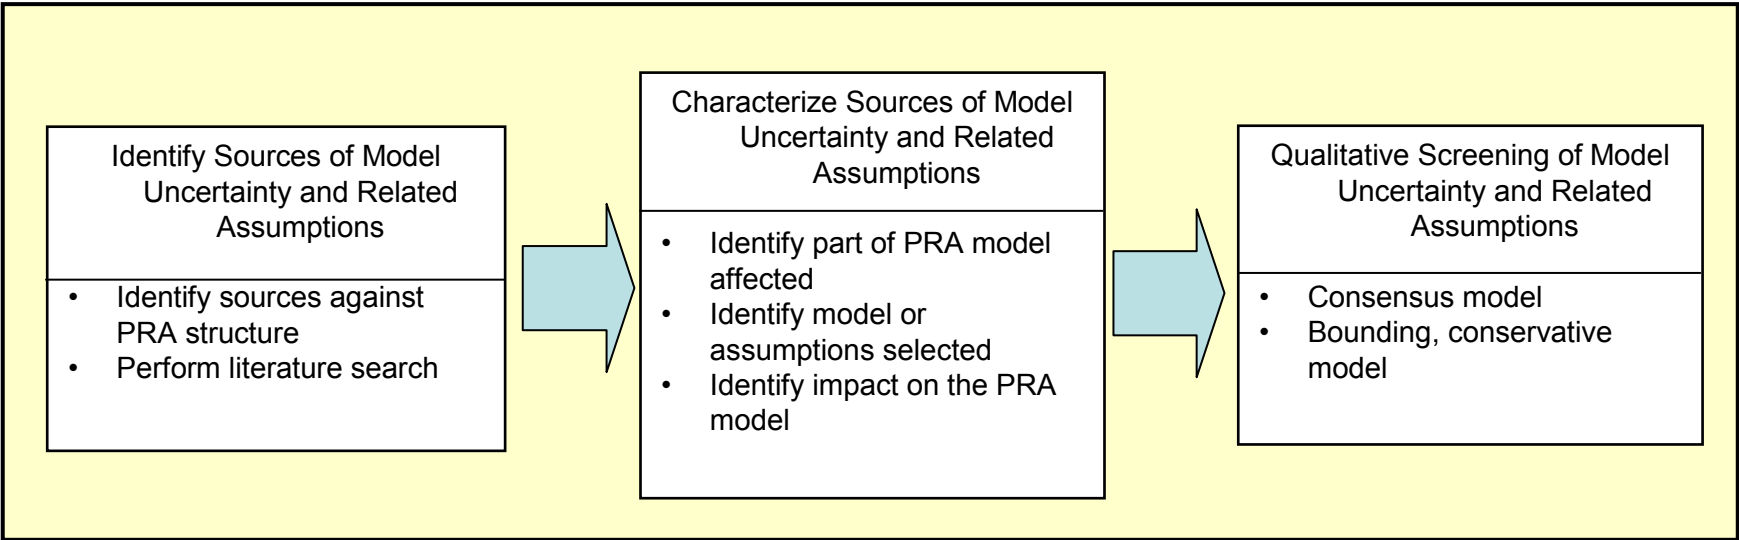 Identify Sources of Model
Uncertainty and Related
Assumptions
• Identify sources against
PRA structure
• Perform literature search
Characterize Sources of Model
Uncertainty and Related
Assumptions
• Identify part of PRA model
affected
• Identify model or
assumptions selected
• Identify impact on the PRA
model
Qualitative Screening of Model
Uncertainty and Related
Assumptions
• Consensus model
• Bounding, conservative
model